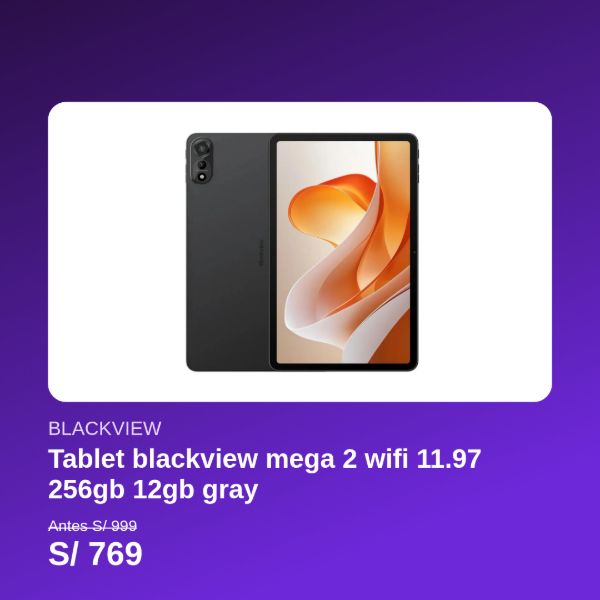 BLACKVIEW
Tablet blackview mega 2 wifi 11.97
256gb 12gb gray
Antes S/ 999
S/ 769